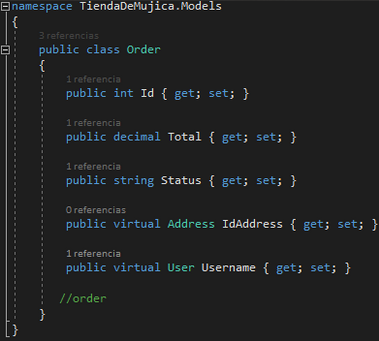 namespace TiendaDeMujica.Models
{
3 referencias
public class Order
{
1 referencia
public int Id { get; set; }
1 referencia
public decimal Total { get; set; }
1 referencia
public string Status { get; set; }
0 referencias
public virtual Address IdAddress { get; set; }
1 referencia
public virtual User Username { get; set; }
//order
}
}